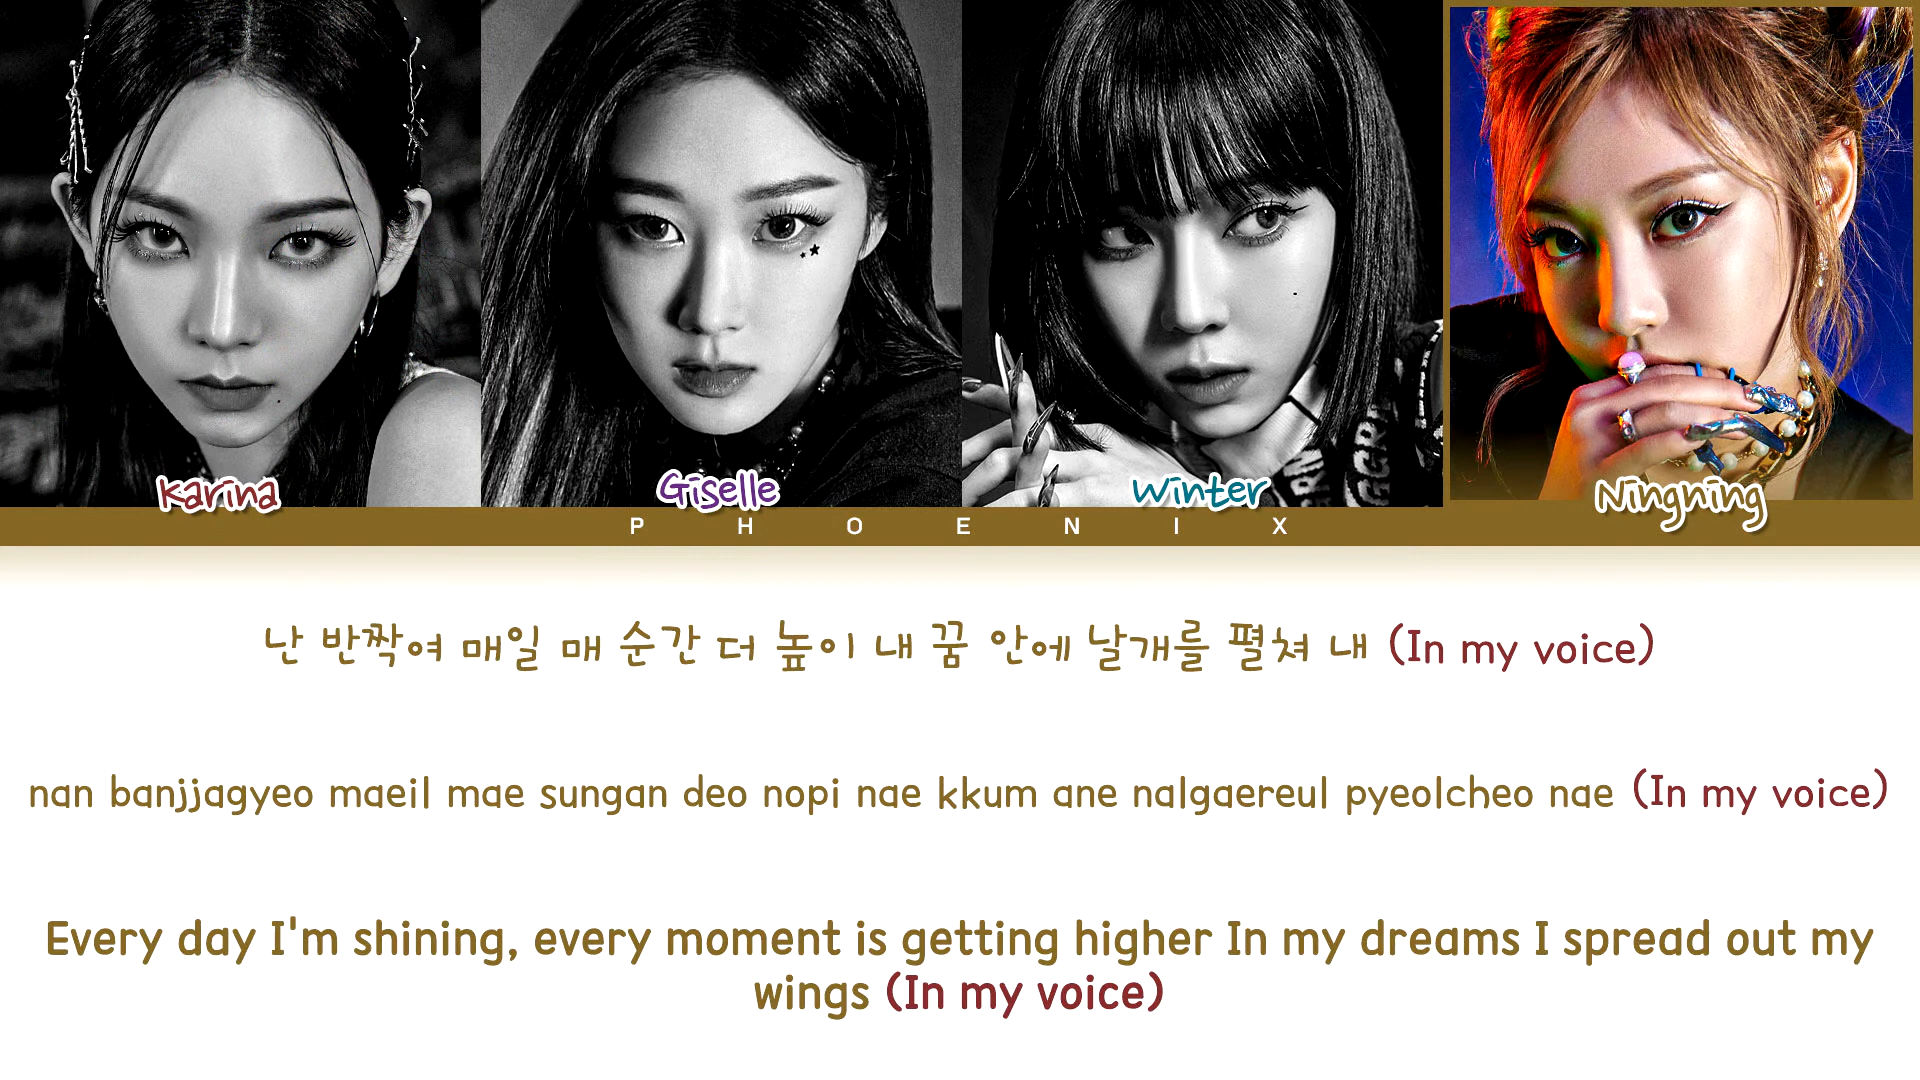 Karina
Giselle
Winter
Ningning
PHOENIX
난 반짝여 매일 매 순간 더 높이 내 꿈 안에 날개를 펼쳐 내 (In my voice)
nan banjjagyeo maeil mae sungan deo nopi nae kkum ane nalgaereul pyeolcheo nae (In my voice)
Every day I'm shining, every moment is getting higher In my dreams I spread out my
wings (In my voice)